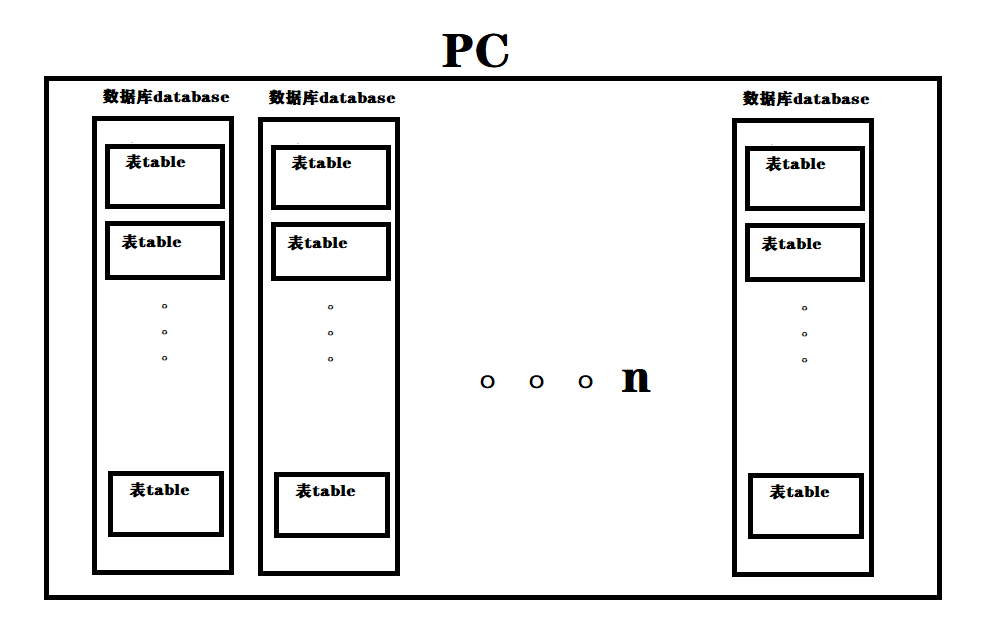 PC
数据库database
数据库database
数据库database
表table
表table
表table
表table
表table
表table
。
。
。
。
。
。
。
。
。
。 。 。 n
表table
表table
表table